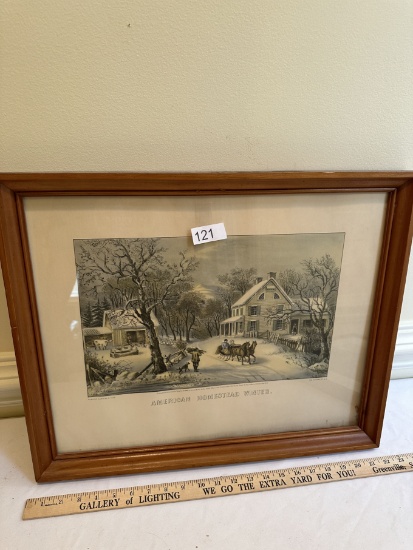 121
AMERICAN HOMESTEAD WINTER.
GALLERY of LIGHTING WE GO THE EXTRA YARD FOR YOU! Greenville, S